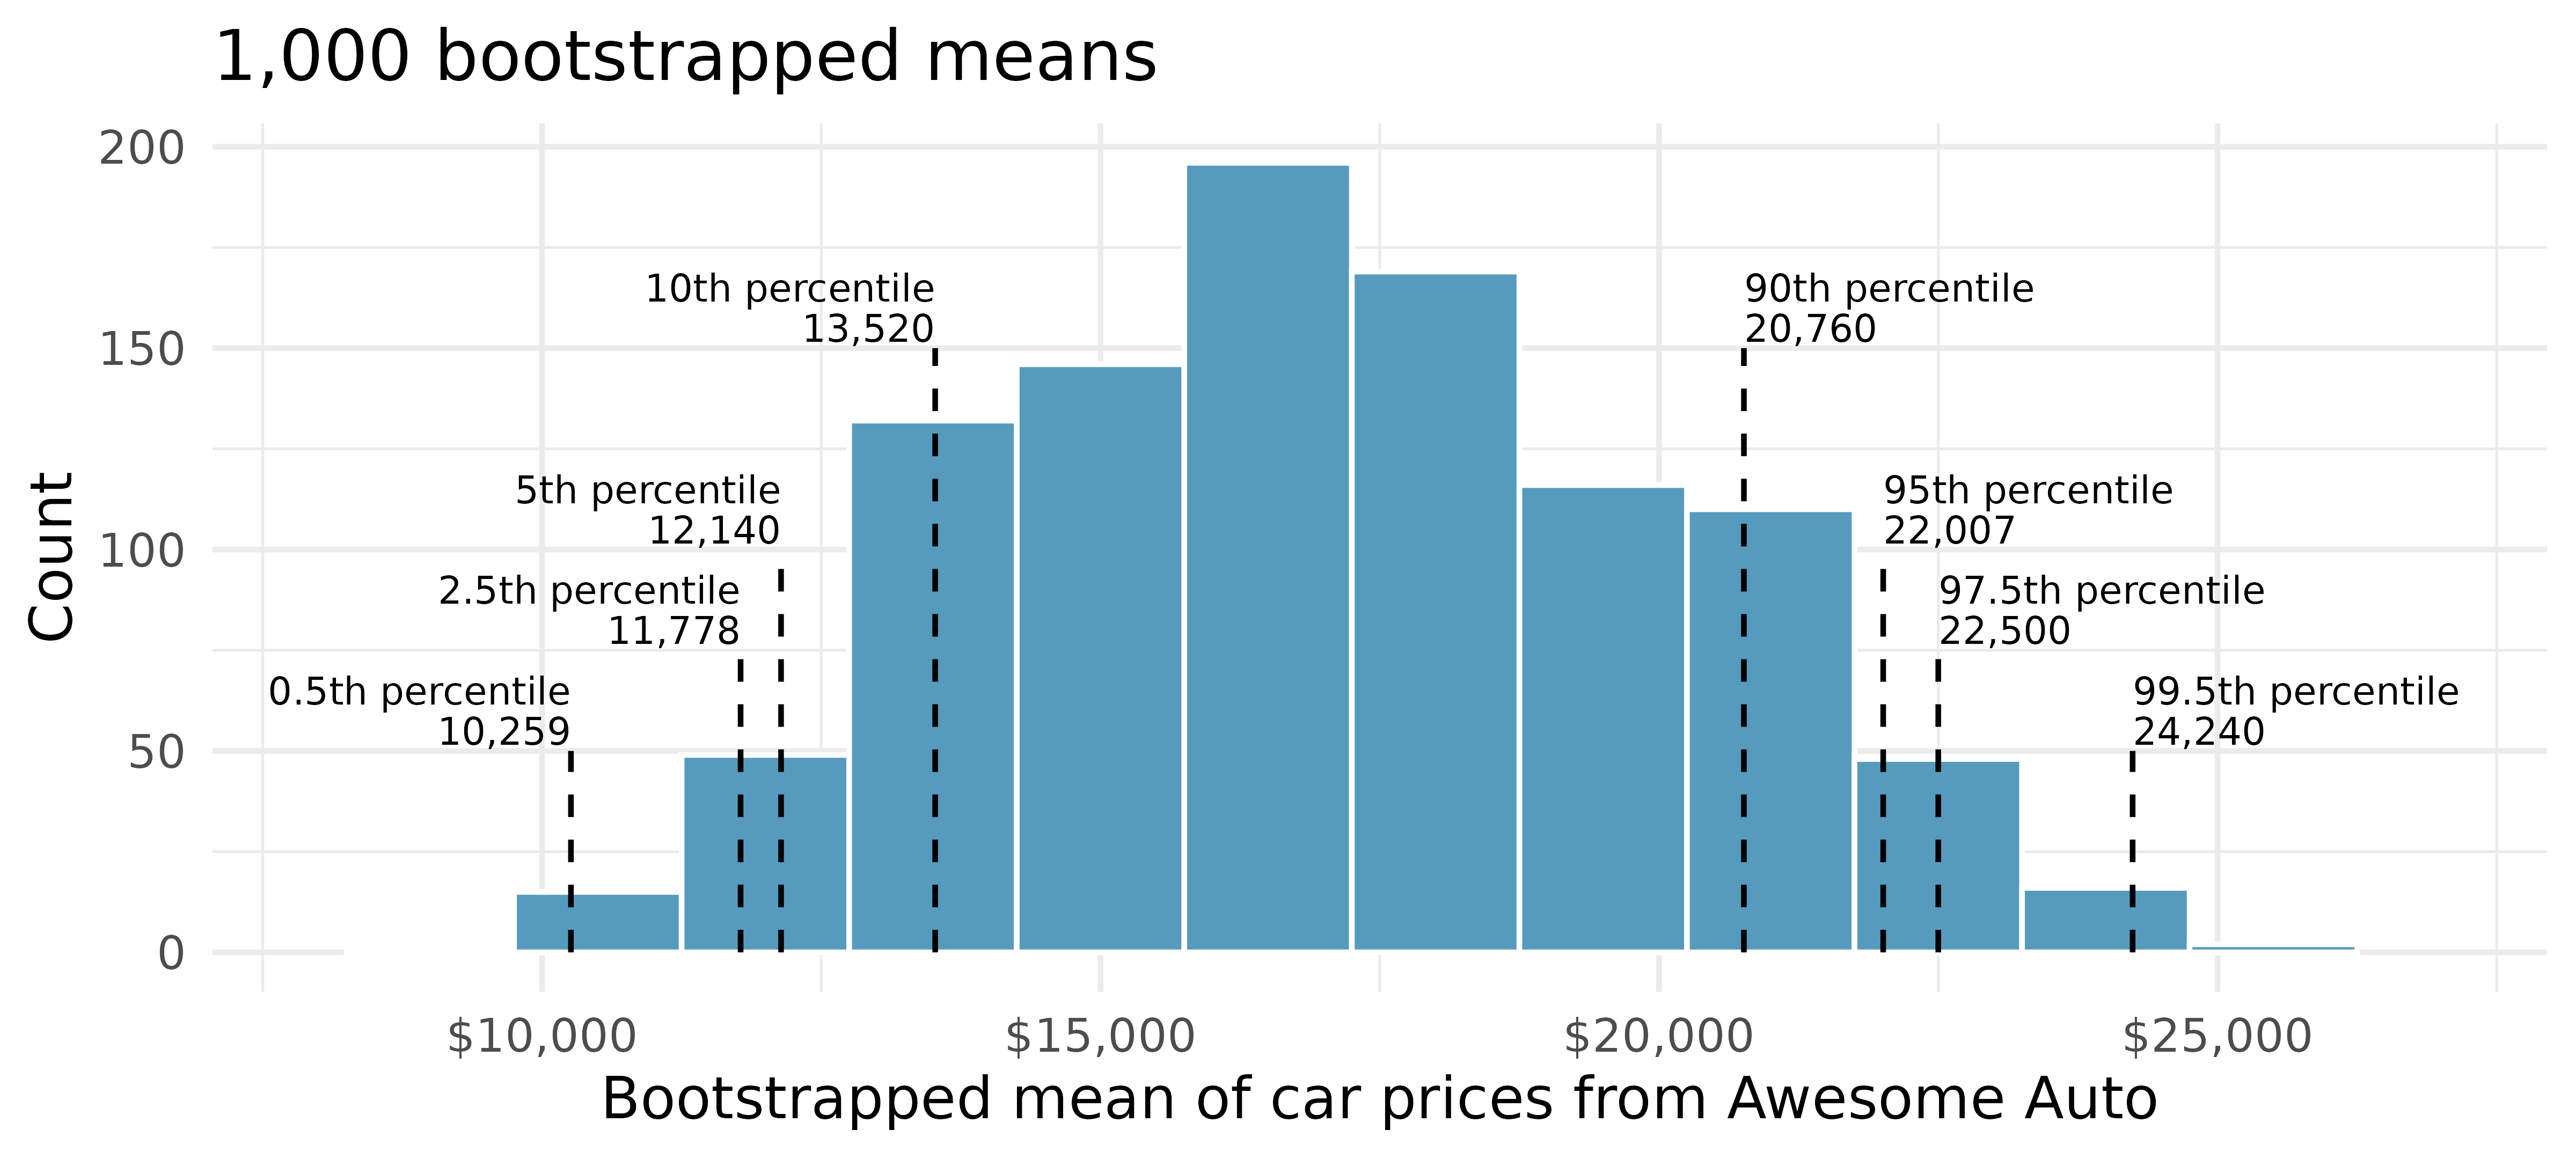 1,000 bootstrapped means
Count
200
150
100
50
0
10th percentile
13,520
90th percentile
20,760
5th percentile
12,140
95th percentile
22,007
2.5th percentile
11,778
97.5th percentile
22,500
0.5th percentile
10,259
99.5th percentile
24,240
$10,000
$15,000
$20,000
$25,000
Bootstrapped mean of car prices from Awesome Auto